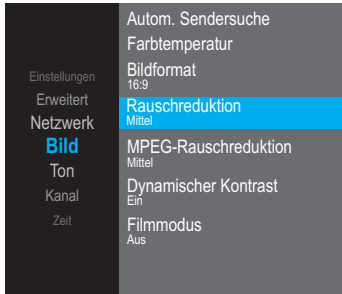 Einstellungen
Erweitert
Netzwerk
Bild
Ton
Kanal
Zeit
Autom. Sendersuche
Farbtemperatur
Bildformat
16:9
Rauschreduktion
Mittel
MPEG-Rauschreduktion
Mittel
Dynamischer Kontrast
Ein
Filmmodus
Aus